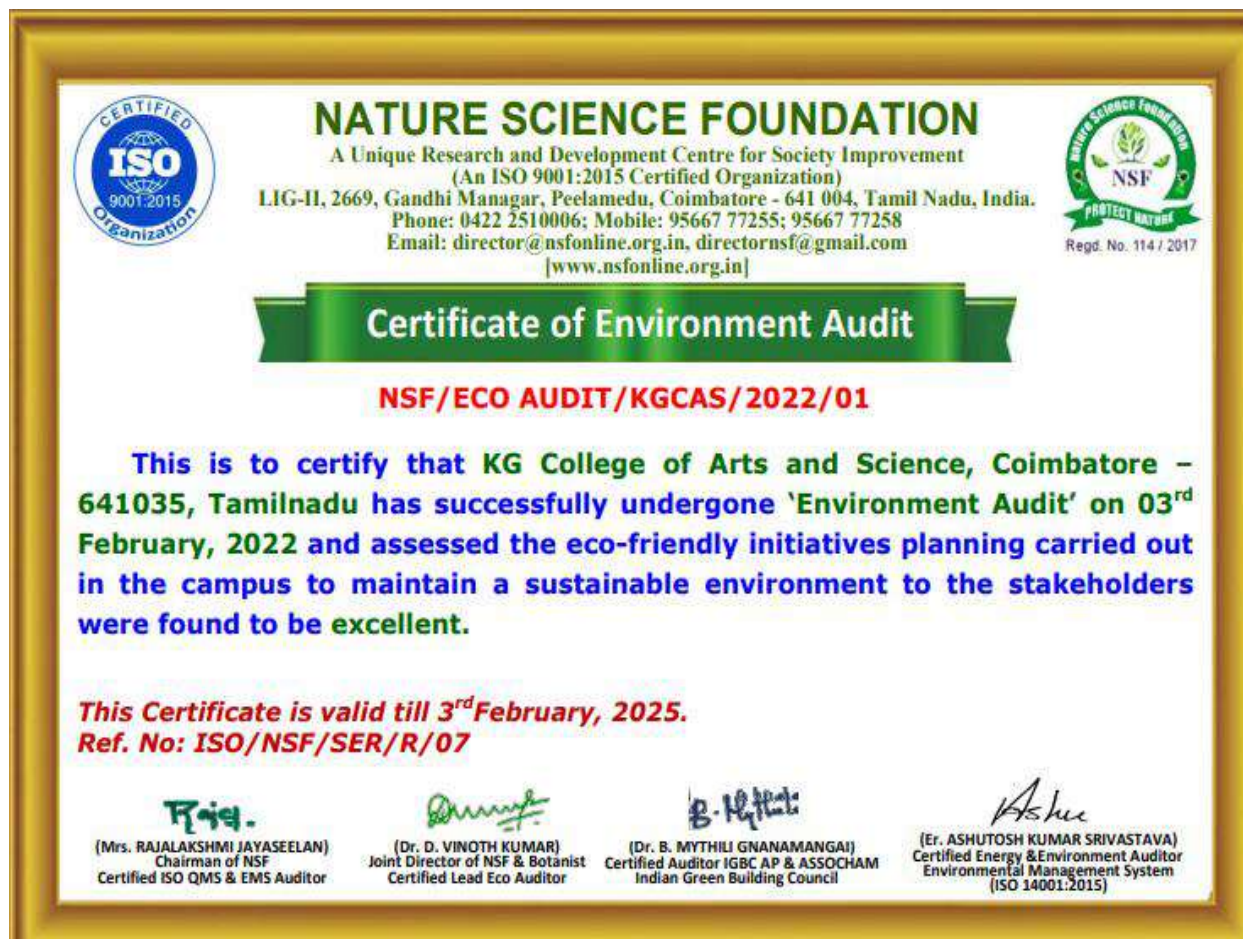 CERTIFIED
ISO
9001:2015
Organization
NATURE SCIENCE FOUNDATION
A Unique Research and Development Centre for Society Improvement
(An ISO 9001:2015 Certified Organization)
LIG-II, 2669, Gandhi Managar, Peelamedu, Coimbatore - 641 004, Tamil Nadu, India.
Phone: 0422 2510006; Mobile: 95667 77255; 95667 77258
Email: director@nsfonline.org.in, directornsf@gmail.com
[www.nsfonline.org.in]
Nature Science Foundation
NSF
PROTECT NATURE
Regd. No. 114 / 2017
Certificate of Environment Audit
NSF/ECO AUDIT/KGCAS/2022/01
This is to certify that KG College of Arts and Science, Coimbatore –
641035, Tamilnadu has successfully undergone ‘Environment Audit’ on 03rd
February, 2022 and assessed the eco-friendly initiatives planning carried out
in the campus to maintain a sustainable environment to the stakeholders
were found to be excellent.
This Certificate is valid till 3rdFebruary, 2025.
Ref. No: ISO/NSF/SER/R/07
B. Mythili
Ashu
(Mrs. RAJALAKSHMI JAYASEELAN)
Chairman of NSF
Certified ISO QMS & EMS Auditor
(Dr. D. VINOTH KUMAR)
Joint Director of NSF & Botanist
Certified Lead Eco Auditor
(Dr. B. MYTHILI GNANAMANGAI)
Certified Auditor IGBC AP & ASSOCHAM
Indian Green Building Council
(Er. ASHUTOSH KUMAR SRIVASTAVA)
Certified Energy &Environment Auditor
Environmental Management System
(ISO 14001:2015)